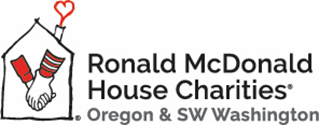 Ronald McDonald
House Charities®
® Oregon & SW Washington